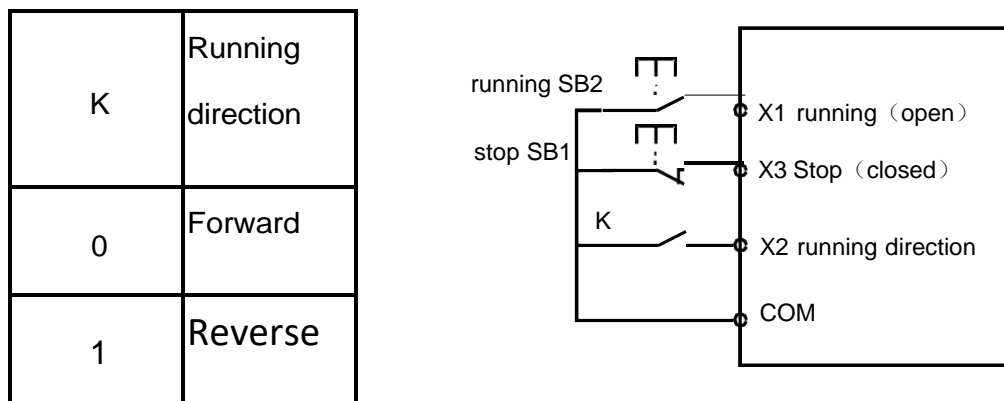 K
Running
direction
0
Forward
1
Reverse
running SB2
X1 running（open）
stop SB1
X3 Stop（closed）
K
X2 running direction
COM